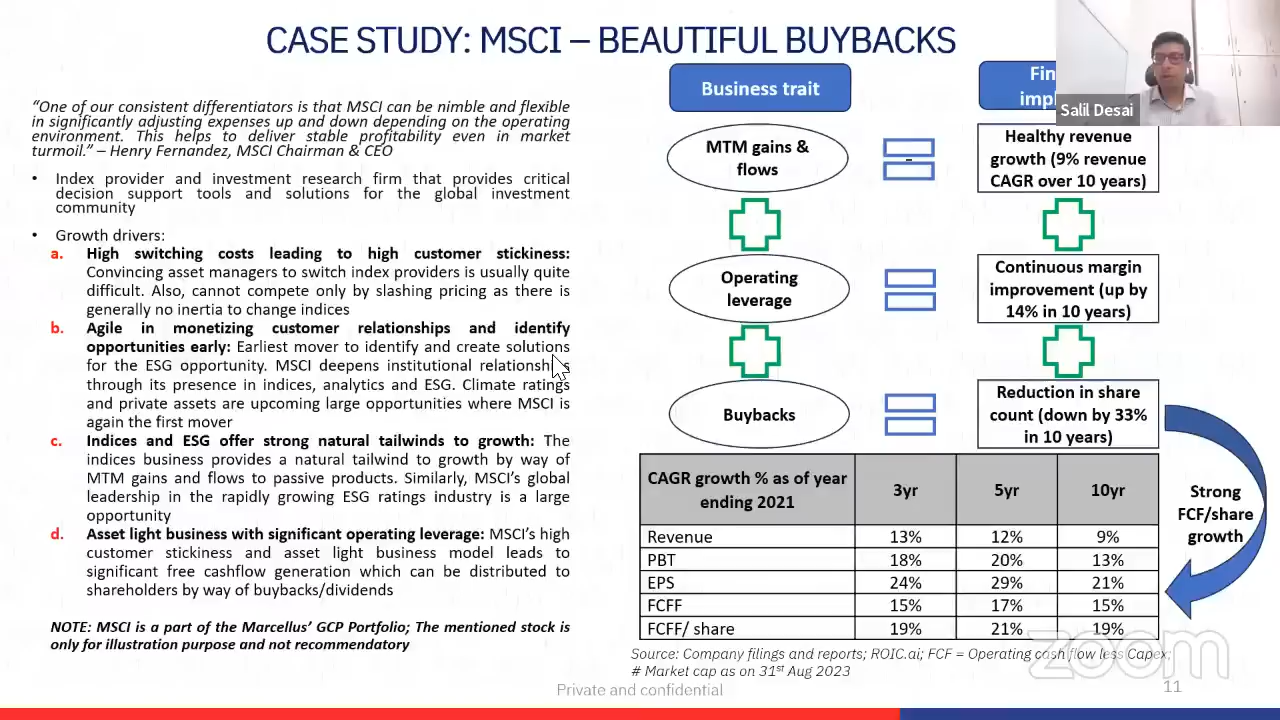 CASE STUDY: MSCI – BEAUTIFUL BUYBACKS
“One of our consistent differentiators is that MSCI can be nimble and flexible
in significantly adjusting expenses up and down depending on the operating
environment. This helps to deliver stable profitability even in market
turmoil.” – Henry Fernandez, MSCI Chairman & CEO
• Index provider and investment research firm that provides critical
decision support tools and solutions for the global investment
community
• Growth drivers:
a. High switching costs leading to high customer stickiness:
Convincing asset managers to switch index providers is usually quite
difficult. Also, cannot compete only by slashing pricing as there is
generally no inertia to change indices
b. Agile in monetizing customer relationships and identify
opportunities early: Earliest mover to identify and create solutions
for the ESG opportunity. MSCI deepens institutional relationships
through its presence in indices, analytics and ESG. Climate ratings
and private assets are upcoming large opportunities where MSCI is
again the first mover
c. Indices and ESG offer strong natural tailwinds to growth: The
indices business provides a natural tailwind to growth by way of
MTM gains and flows to passive products. Similarly, MSCI’s global
leadership in the rapidly growing ESG ratings industry is a large
opportunity
d. Asset light business with significant operating leverage: MSCI’s high
customer stickiness and asset light business model leads to
significant free cashflow generation which can be distributed to
shareholders by way of buybacks/dividends
NOTE: MSCI is a part of the Marcellus’ GCP Portfolio; The mentioned stock is
only for illustration purpose and not recommendatory
Business trait
Salil Desai
MTM gains &
flows
Healthy revenue
growth (9% revenue
CAGR over 10 years)
Operating
leverage
Continuous margin
improvement (up by
14% in 10 years)
Buybacks
Reduction in share
count (down by 33%
in 10 years)
CAGR growth % as of year
ending 2021
3yr 5yr 10yr
Revenue 13% 12% 9%
PBT 18% 20% 13%
EPS 24% 29% 21%
FCFF 15% 17% 15%
FCFF/ share 19% 21% 19%
Strong
FCF/share
growth
Source: Company filings and reports; ROIC.ai; FCF = Operating cash flow less Capex;
# Market cap as on 31st Aug 2023
zoom
Private and confidential
11